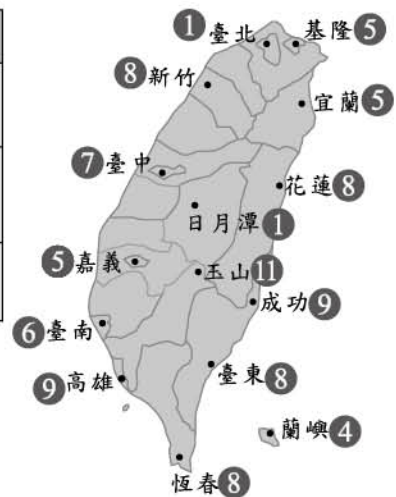 ①臺北
基隆⑤
⑧新竹
宜蘭⑤
⑦臺中
花蓮⑧
日月潭①
⑤嘉義
玉山⑪
成功⑨
⑥臺南
⑨高雄
臺東⑧
蘭嶼④
恆春⑧